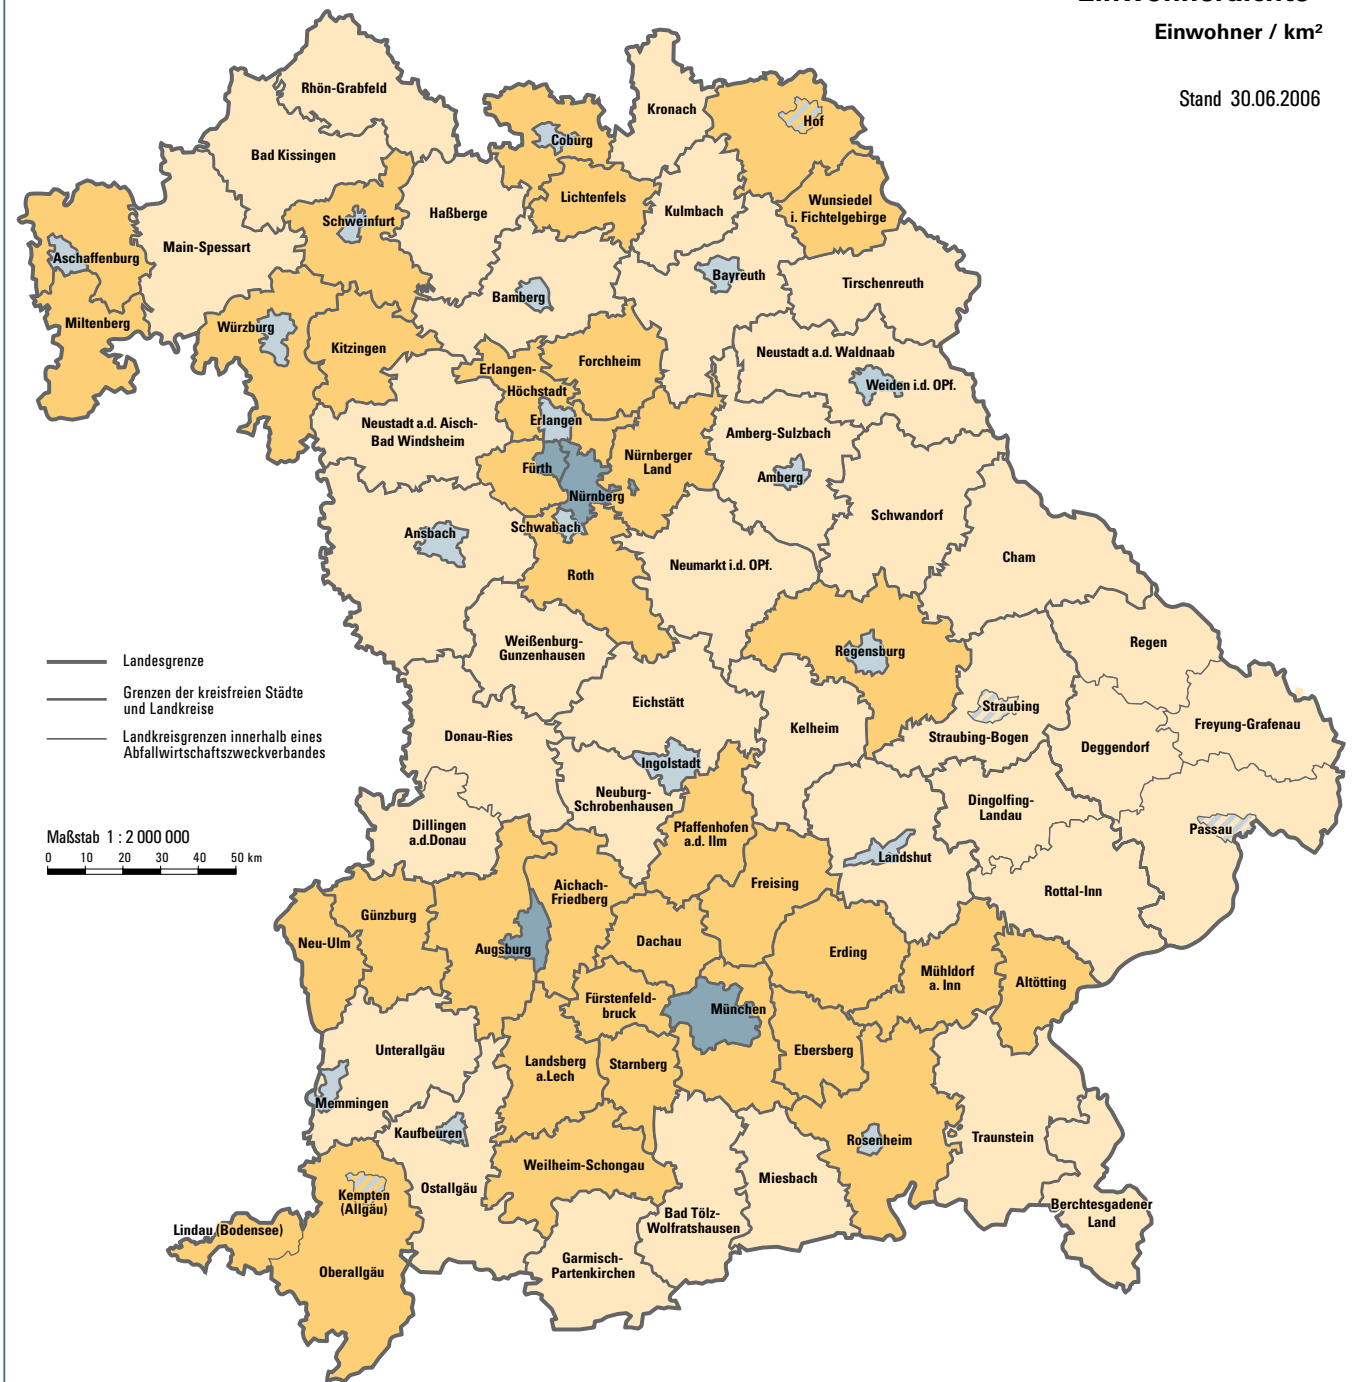 Einwohner / km²
Stand 30.06.2006
Rhön-Grabfeld
Kronach
Hof
Coburg
Bad Kissingen
Lichtenfels
Wunsiedel
i. Fichtelgebirge
Haßberge
Kulmbach
Schweinfurt
Main-Spessart
Aschaffenburg
Bayreuth
Tirschenreuth
Bamberg
Miltenberg
Würzburg
Kitzingen
Neustadt a.d. Waldnaab
Forchheim
Erlangen-
Höchstadt
Weiden i.d. OPf.
Erlangen
Neustadt a.d. Aisch-
Bad Windsheim
Amberg-Sulzbach
Nürnberger
Land
Fürth
Amberg
Nürnberg
Schwandorf
Schwabach
Ansbach
Cham
Neumarkt i.d. OPf.
Roth
Weißenburg-
Gunzenhausen
Regen
Regensburg
Landesgrenze
Grenzen der kreisfreien Städte
und Landkreise
Landkreisgrenzen innerhalb eines
Abfallwirtschaftszweckverbandes
Eichstätt
Straubing
Kelheim
Freyung-Grafenau
Donau-Ries
Straubing-Bogen
Deggendorf
Ingolstadt
Neuburg-
Schrobenhausen
Dingolfing-
Landau
Dillingen
a.d.Donau
Pfaffenhofen
a.d. Ilm
Passau
Maßstab 1 : 2 000 000
0 10 20 30 40 50 km
Landshut
Freising
Aichach-
Friedberg
Rottal-Inn
Günzburg
Neu-Ulm
Augsburg
Dachau
Erding
Mühldorf
a. Inn
Altötting
Fürstenfeld-
bruck
München
Unterallgäu
Ebersberg
Landsberg
a.Lech
Starnberg
Memmingen
Kaufbeuren
Rosenheim
Traunstein
Weilheim-Schongau
Miesbach
Ostallgäu
Kempten
(Allgäu)
Berchtesgadener
Land
Bad Tölz-
Wolfratshausen
Lindau (Bodensee)
Garmisch-
Partenkirchen
Oberallgäu